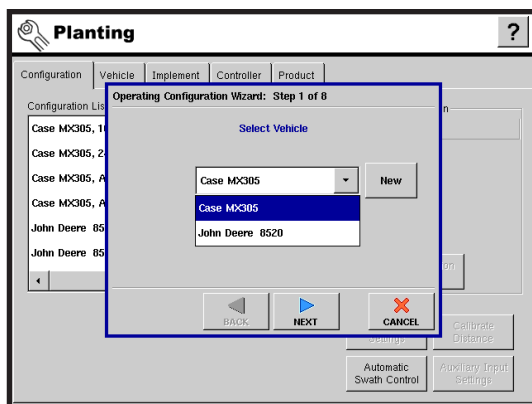 Planting
?
Configuration Vehicle Implement Controller Product
Configuration Lis
Operating Configuration Wizard: Step 1 of 8
n
Select Vehicle
Case MX305, 1
Case MX305, 2
Case MX305, A
Case MX305, A
John Deere 85
John Deere 85
Case MX305
New
Case MX305
John Deere 8520
on
BACK
NEXT
CANCEL
Settings
Calibrate
Distance
Automatic
Swath Control
Auxiliary Input
Settings